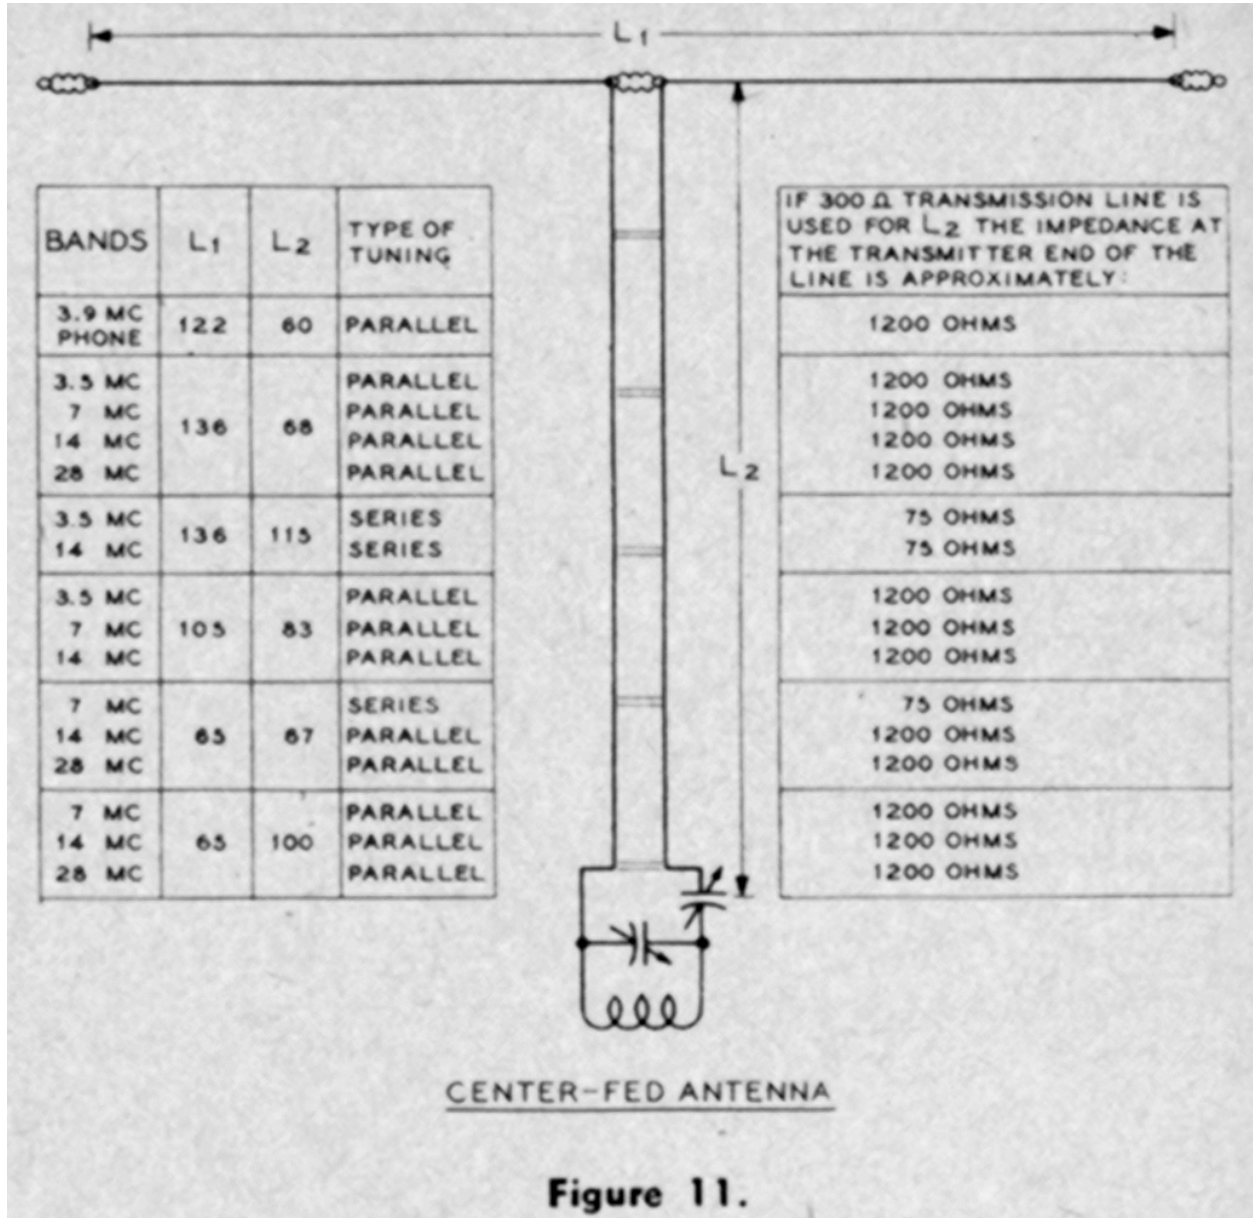 L1
BANDS L1 L2 TYPE OF TUNING
3.9 MC PHONE 122 60 PARALLEL
3.5 MC PARALLEL
7 MC PARALLEL
136 68
14 MC PARALLEL
28 MC PARALLEL
3.5 MC SERIES
136 115
14 MC SERIES
3.5 MC PARALLEL
7 MC 105 83 PARALLEL
14 MC PARALLEL
7 MC SERIES
14 MC 65 67 PARALLEL
28 MC PARALLEL
7 MC PARALLEL
14 MC 65 100 PARALLEL
28 MC PARALLEL
L2
IF 300 Ω TRANSMISSION LINE IS
USED FOR L2 THE IMPEDANCE AT
THE TRANSMITTER END OF THE
LINE IS APPROXIMATELY:
1200 OHMS
1200 OHMS
1200 OHMS
1200 OHMS
1200 OHMS
75 OHMS
75 OHMS
1200 OHMS
1200 OHMS
1200 OHMS
75 OHMS
1200 OHMS
1200 OHMS
1200 OHMS
1200 OHMS
1200 OHMS
CENTER-FED ANTENNA
Figure 11.